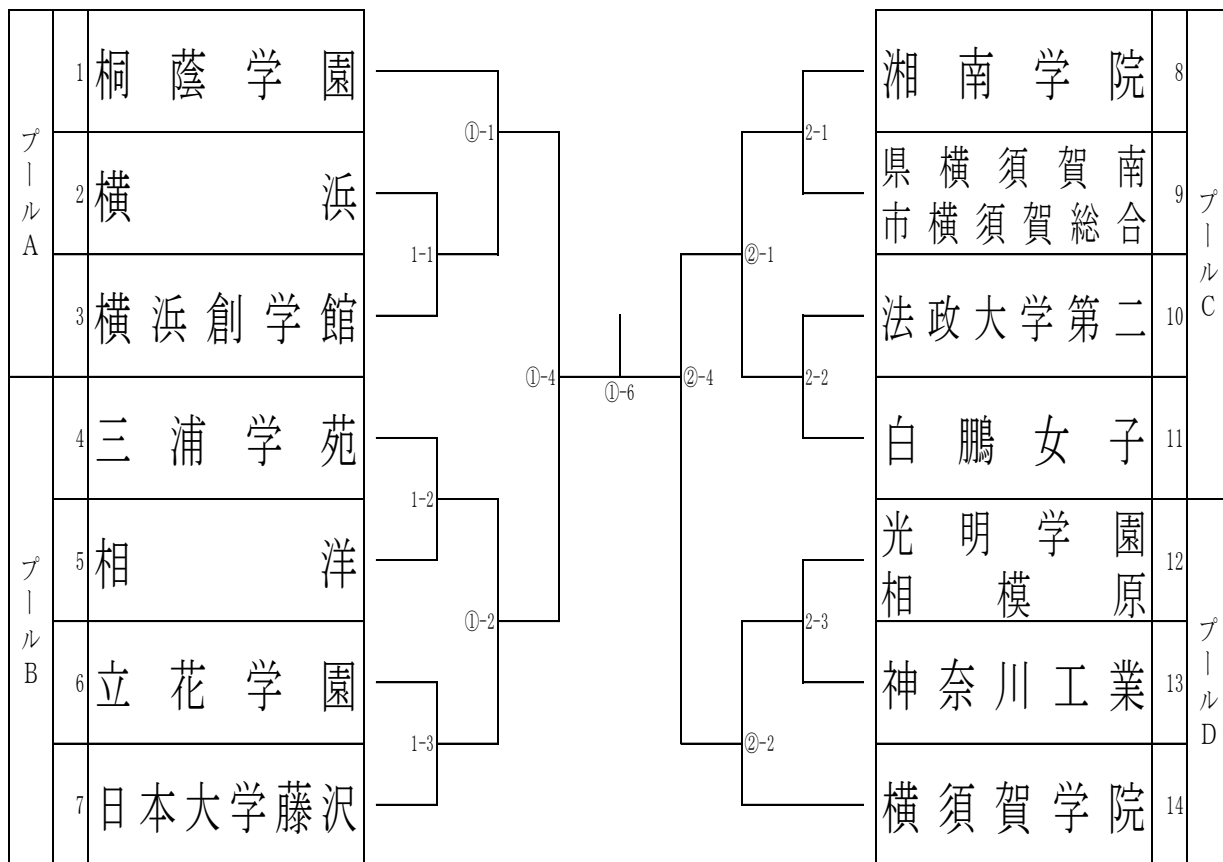 プールA
1 桐蔭学園
2 横浜
3 横浜創学館
プールB
4 三浦学苑
5 相洋
6 立花学園
7 日本大学藤沢
①-1
1-1
①-4
1-2
①-2
1-3
①-6
2-1
②-1
②-4
2-2
2-3
②-2
湘南学院 8
県横須賀南
市横須賀総合 9
法政大学第二 10
白鵬女子 11
プールC
光明学園
相模原 12
神奈川工業 13
横須賀学院 14
プールD